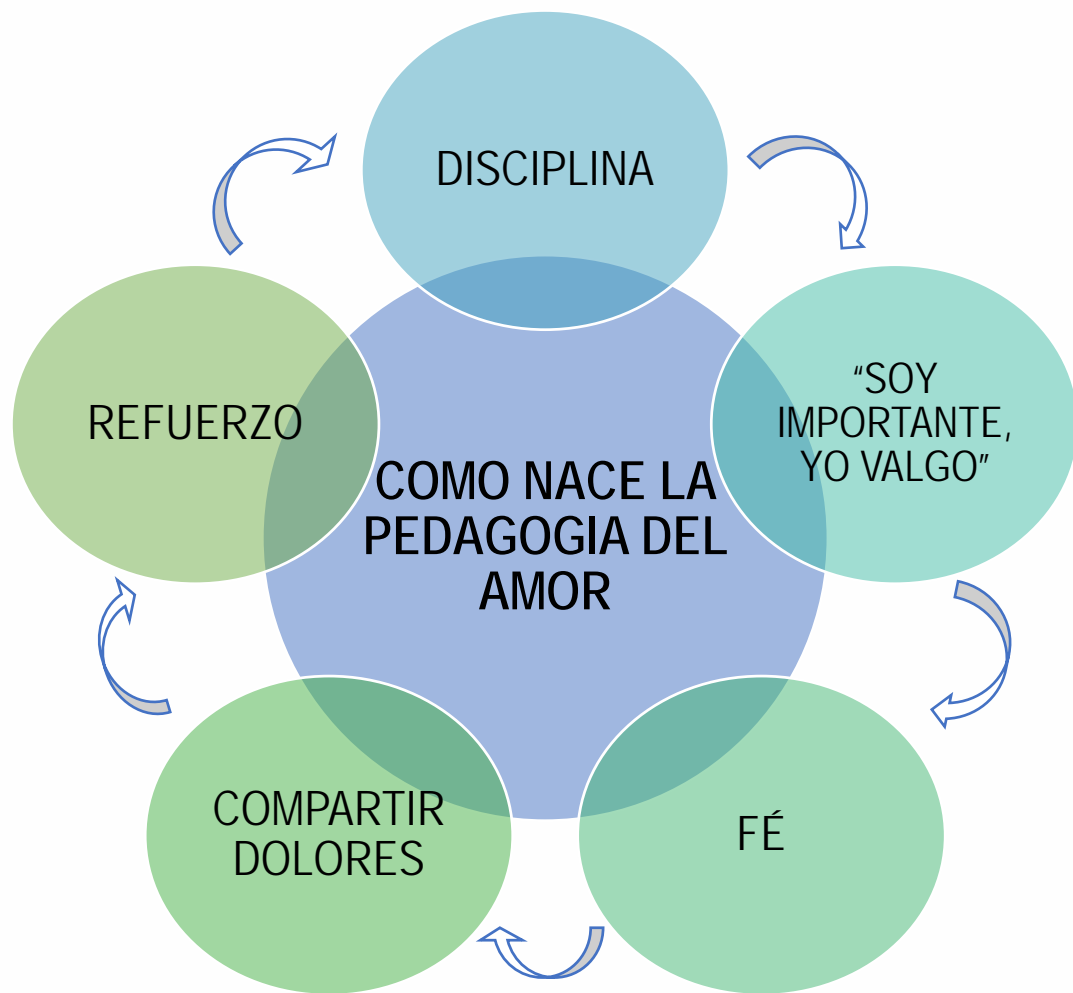 DISCIPLINA
“SOY
IMPORTANTE,
YO VALGO”
FÉ
COMPARTIR
DOLORES
REFUERZO
COMO NACE LA
PEDAGOGIA DEL
AMOR